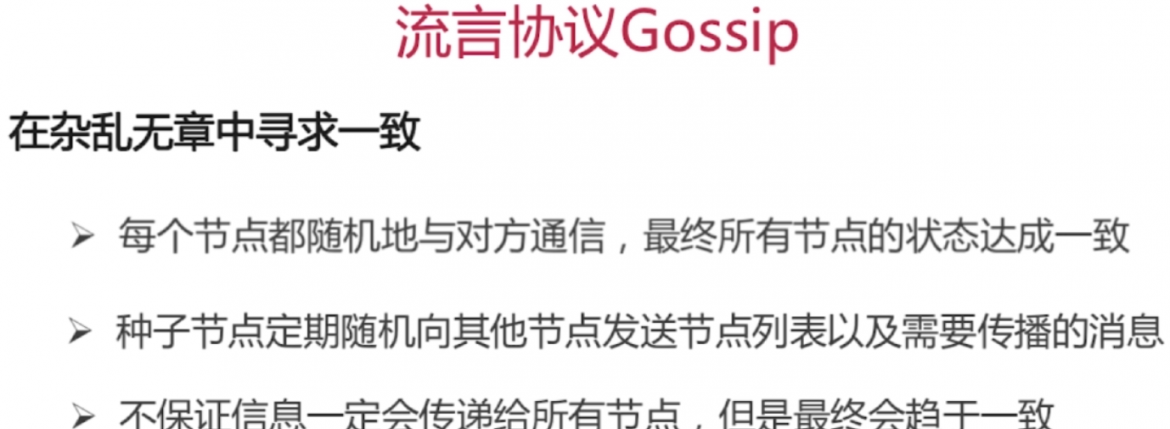 流言协议Gossip
在杂乱无章中寻求一致
➢ 每个节点都随机地与对方通信，最终所有节点的状态达成一致
➢ 种子节点定期随机向其他节点发送节点列表以及需要传播的消息
➢ 不保证信息一定会传递给所有节点，但是最终会趋于一致